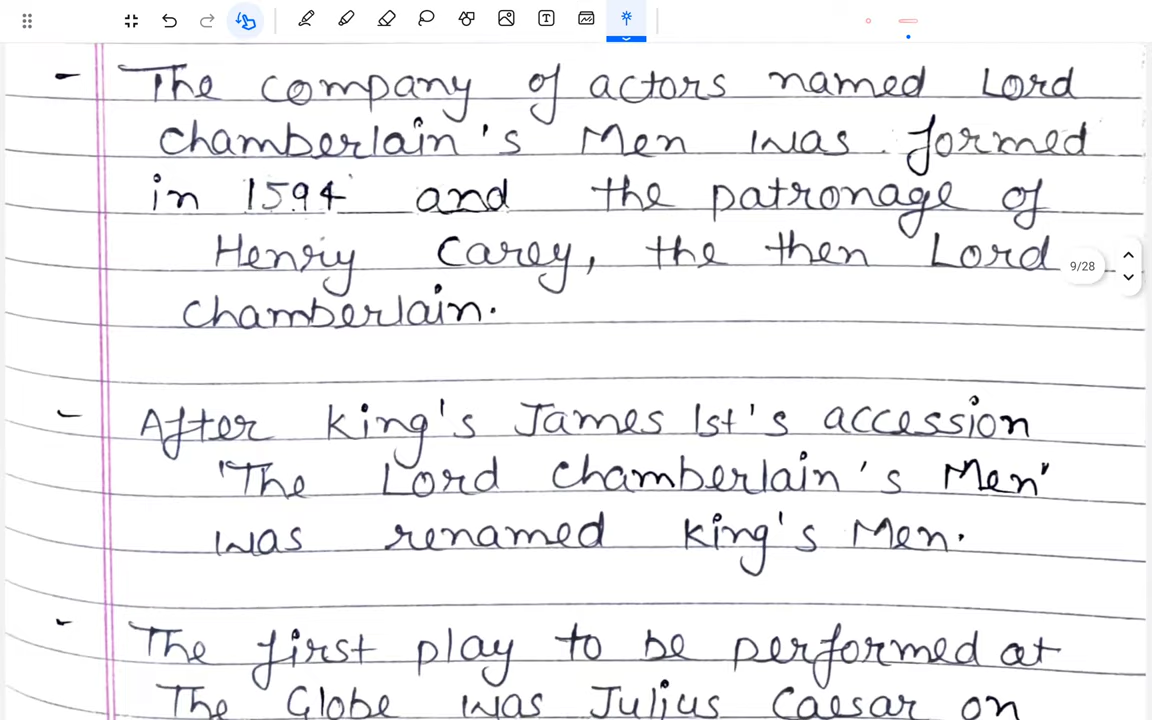 - The company of actors named Lord
Chamberlain's Men was formed
in 1594 and the patronage of
Henry Carey, the then Lord
9/28
Chamberlain.
- After King's James 1st's accession
'The Lord Chamberlain's Men'
was renamed King's Men.
- The first play to be performed at
The Globe was Julius Caesar on